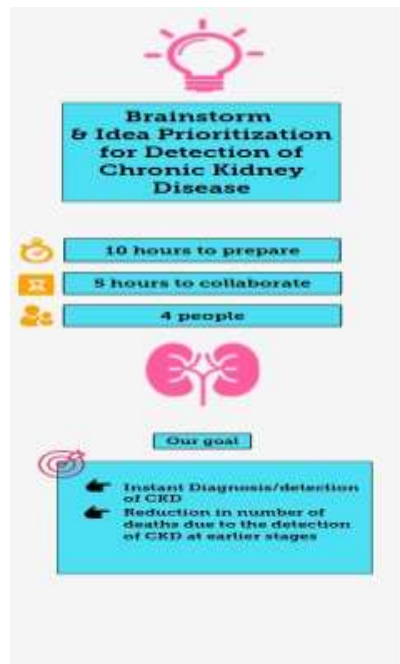 Brainstorm
& Idea Prioritization
for Detection of
Chronic Kidney
Disease
10 hours to prepare
5 hours to collaborate
4 people
Our goal
Instant Diagnosis/detection
of CKD
Reduction in number of
deaths due to the detection
of CKD at earlier stages